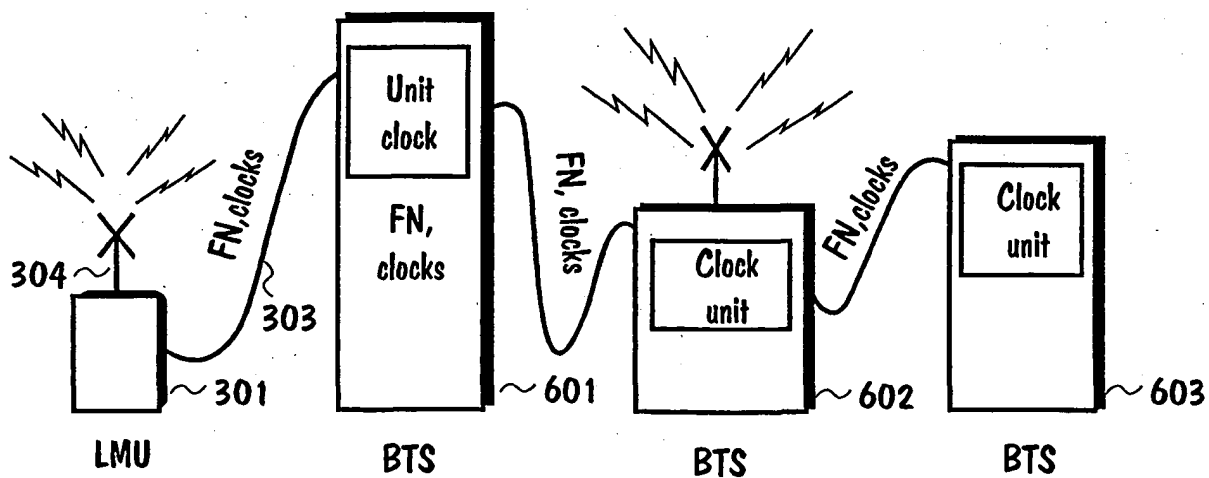 Unit
clock
FN,
clocks
FN, clocks
FN, clocks
FN, clocks
Clock
unit
Clock
unit
304
303
301
601
602
603
LMU
BTS
BTS
BTS